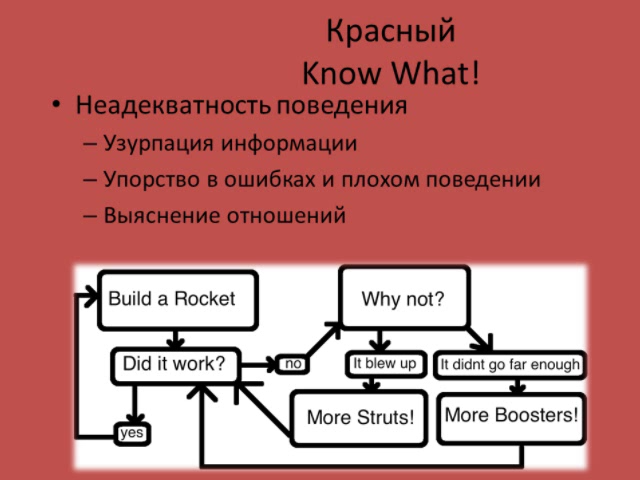 Красный
Know What!
• Неадекватность поведения
– Узурпация информации
– Упорство в ошибках и плохом поведении
– Выяснение отношений
Build a Rocket
Why not?
Did it work?
no
It blew up
It didnt go far enough
More Struts!
More Boosters!
yes